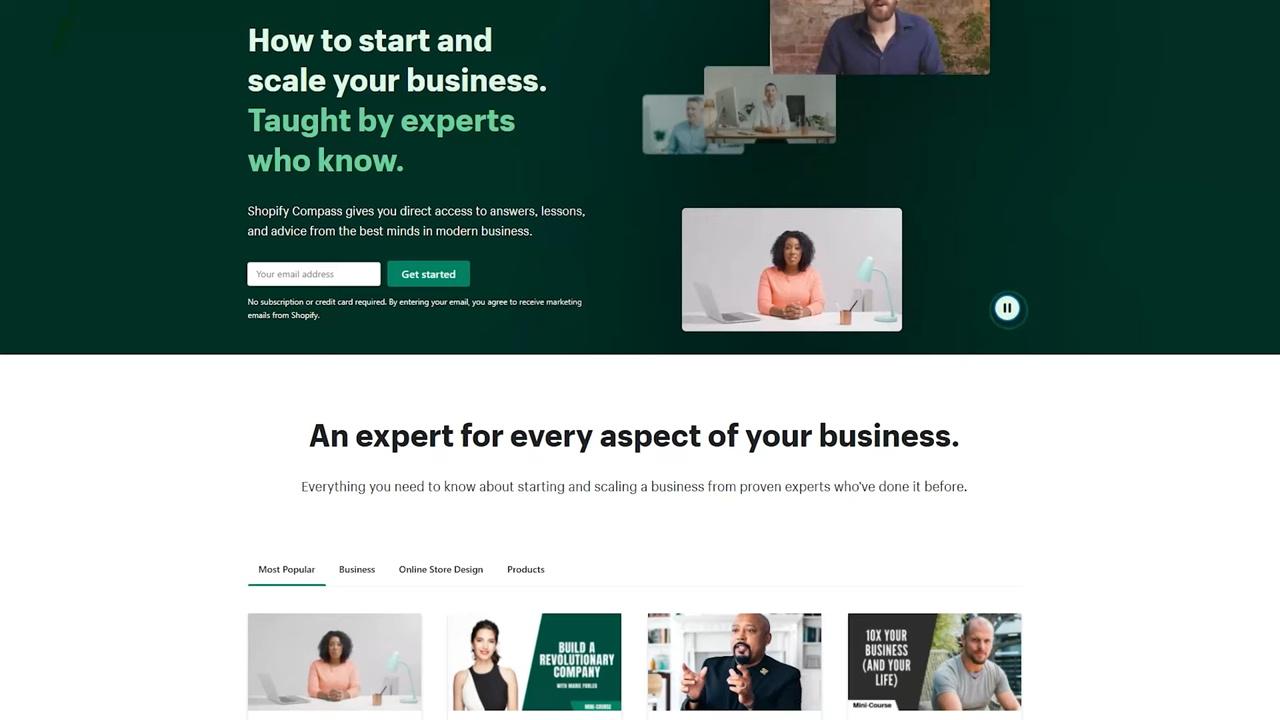 How to start and
scale your business.
Taught by experts
who know.
Shopify Compass gives you direct access to answers, lessons,
and advice from the best minds in modern business.
Your email address
Get started
No subscription or credit card required. By entering your email, you agree to receive marketing
emails from Shopify.
An expert for every aspect of your business.
Everything you need to know about starting and scaling a business from proven experts who've done it before.
Most Popular
Business
Online Store Design
Products
BUILD A
REVOLUTIONARY
COMPANY
WITH MARIE FORLEO
MINI-COURSE
10X YOUR
BUSINESS
(AND YOUR
LIFE)
Mini-Course